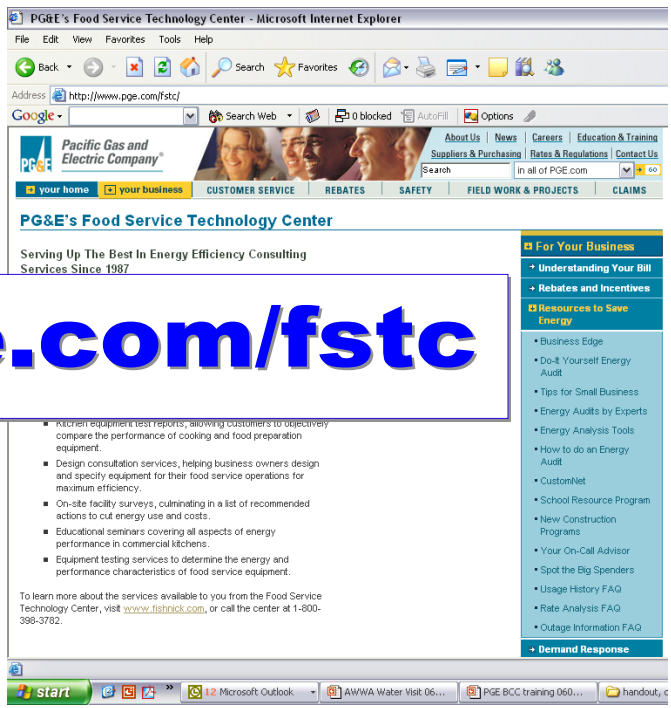 PG&E's Food Service Technology Center - Microsoft Internet Explorer
File Edit View Favorites Tools Help
Back Search Favorites
Address http://www.pge.com/fstc/
Google Search Web 0 blocked AutoFill Options
About Us | News | Careers | Education & Training
Suppliers & Purchasing | Rates & Regulations | Contact Us
Pacific Gas and
Electric Company®
PG&E
Search in all of PGE.com GO
your home your business CUSTOMER SERVICE REBATES SAFETY FIELD WORK & PROJECTS CLAIMS
PG&E's Food Service Technology Center
Serving Up The Best In Energy Efficiency Consulting
Services Since 1987
e.com/fstc
Kitchen equipment test reports, allowing customers to objectively
compare the performance of cooking and food preparation
equipment.
Design consultation services, helping business owners design
and specify equipment for their food service operations for
maximum efficiency.
On-site facility surveys, culminating in a list of recommended
actions to cut energy use and costs.
Educational seminars covering all aspects of energy
performance in commercial kitchens.
Equipment testing services to determine the energy and
performance characteristics of food service equipment.
To learn more about the services available to you from the Food Service
Technology Center, visit www.fishnick.com, or call the center at 1-800-
398-3782.
For Your Business
Understanding Your Bill
Rebates and Incentives
Resources to Save
Energy
Business Edge
Do-It Yourself Energy
Audit
Tips for Small Business
Energy Audits by Experts
Energy Analysis Tools
How to do an Energy
Audit
CustomNet
School Resource Program
New Construction
Programs
Your On-Call Advisor
Spot the Big Spenders
Usage History FAQ
Rate Analysis FAQ
Outage Information FAQ
Demand Response
start 12 Microsoft Outlook AWWA Water Visit 06... PGE BCC training 060... handout, c